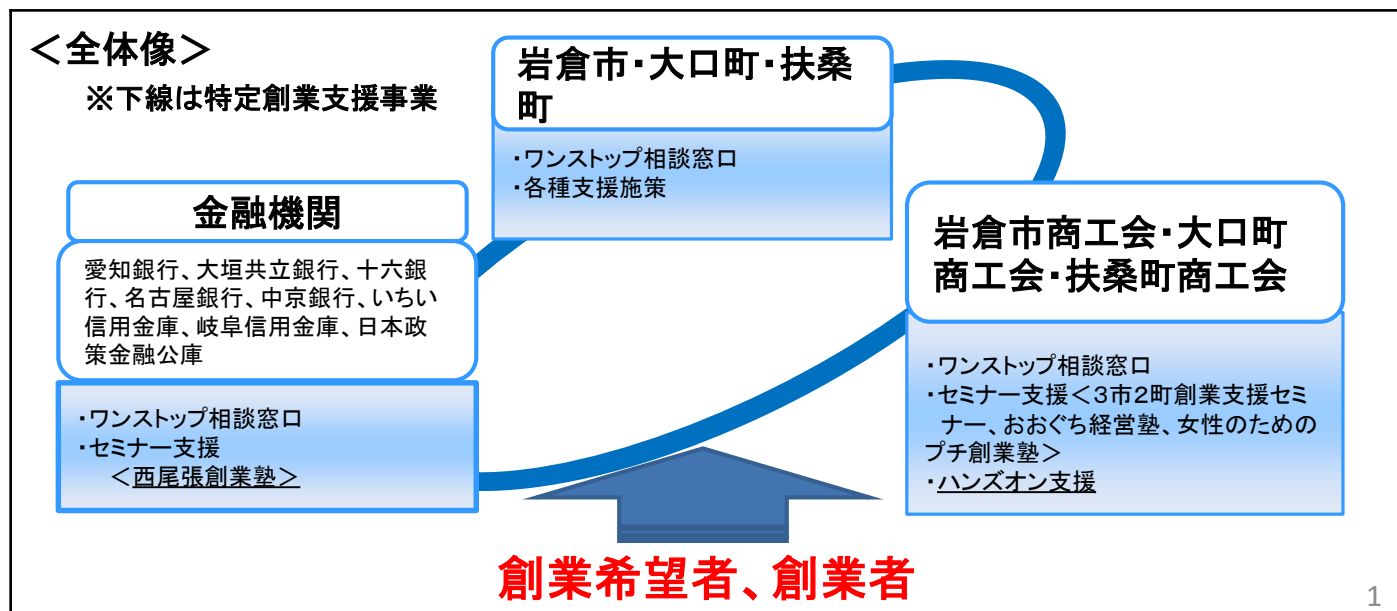 ＜全体像＞
※下線は特定創業支援事業
岩倉市・大口町・扶桑
町
・ワンストップ相談窓口
・各種支援施策
金融機関
愛知銀行、大垣共立銀行、十六銀
行、名古屋銀行、中京銀行、いちい
信用金庫、岐阜信用金庫、日本政
策金融公庫
・ワンストップ相談窓口
・セミナー支援
＜西尾張創業塾＞
岩倉市商工会・大口町
商工会・扶桑町商工会
・ワンストップ相談窓口
・セミナー支援＜３市２町創業支援セミ
ナー、おおぐち経営塾、女性のための
プチ創業塾＞
・ハンズオン支援
創業希望者、創業者
1